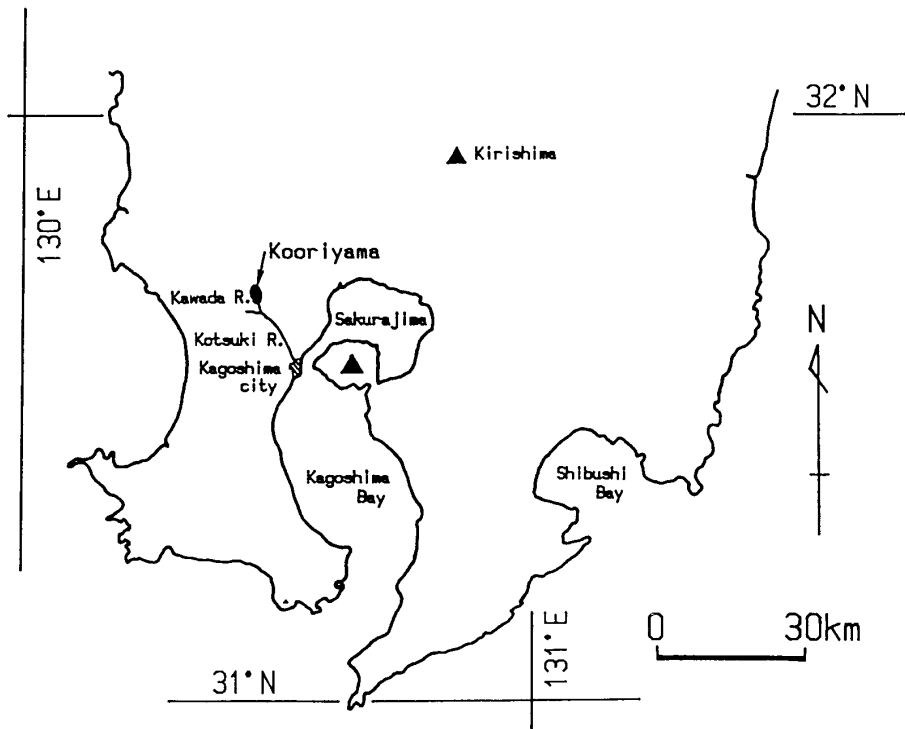 32°N
Kirishima
130°E
Kooriyama
Kawada R.
Sakurajima
N
Kotsuki R.
Kagoshima
city
Kagoshima
Bay
Shibushi
Bay
0 30km
131°E
31°N